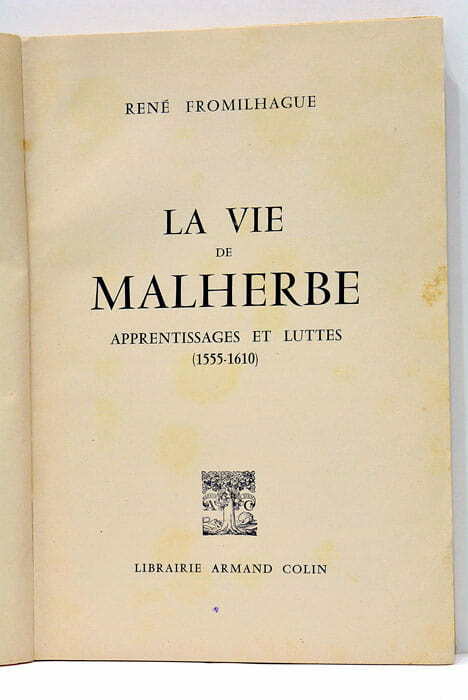 RENÉ FROMILHAGUE
LA VIE
DE
MALHERBE
APPRENTISSAGES ET LUTTES
(1555-1610)
A C
LIBRAIRIE ARMAND COLIN